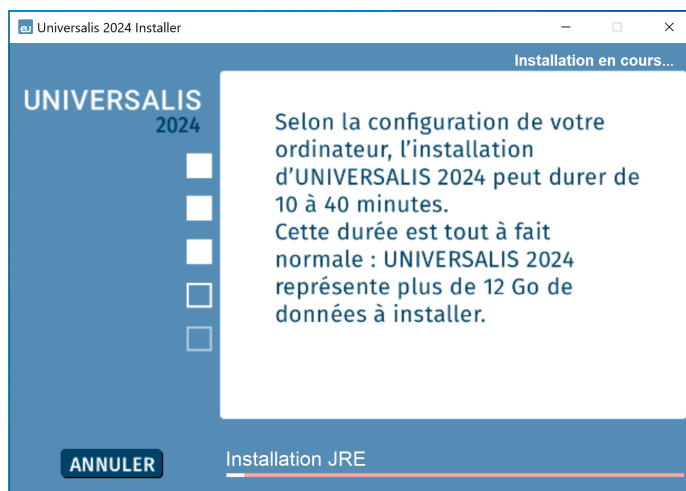 Universalis 2024 Installer
Installation en cours...
UNIVERSALIS
2024
Selon la configuration de votre
ordinateur, l'installation
d'UNIVERSALIS 2024 peut durer de
10 à 40 minutes.
Cette durée est tout à fait
normale : UNIVERSALIS 2024
représente plus de 12 Go de
données à installer.
ANNULER
Installation JRE